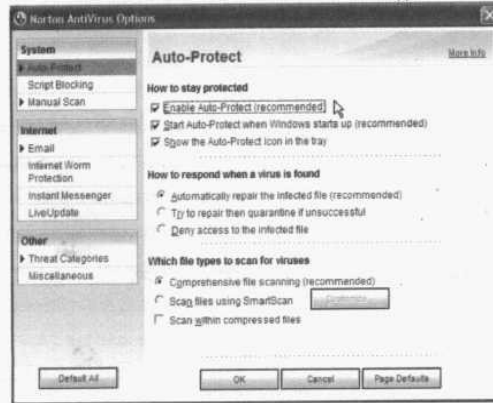 Norton AntiVirus Options
System
Auto-Protect
Script Blocking
Manual Scan
Internet
Email
Internet Worm
Protection
Instant Messenger
LiveUpdate
Other
Threat Categories
Miscellaneous
Auto-Protect
More Info
How to stay protected
Enable Auto-Protect (recommended)
Start Auto-Protect when Windows starts up (recommended)
Show the Auto-Protect icon in the tray
How to respond when a virus is found
Automatically repair the infected file (recommended)
Try to repair then quarantine if unsuccessful
Deny access to the infected file
Which file types to scan for viruses
Comprehensive file scanning (recommended)
Scan files using SmartScan
Customize
Scan within compressed files
Default All
OK
Cancel
Page Defaults